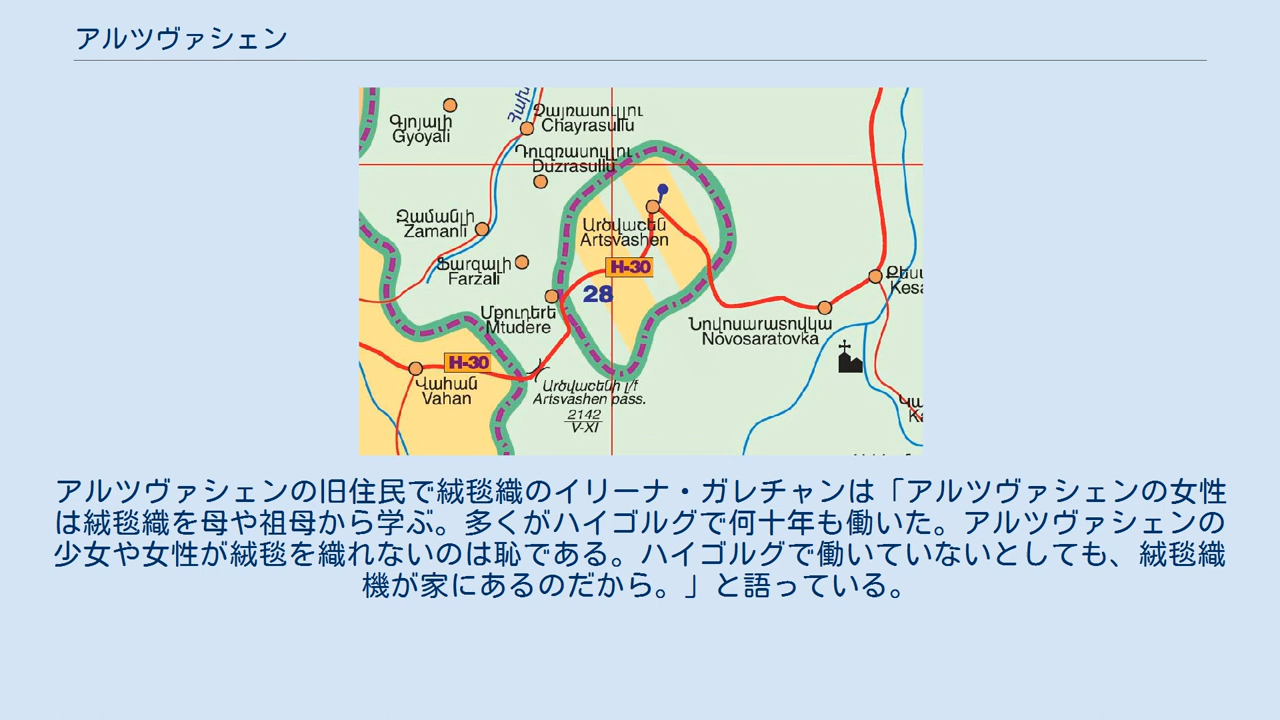 アルツヴァシェン
Հախ
Չայռասուլլու
Chayrasullu
Գյոյալի
Gyoyali
Դուզռասուլլու
Duzrasullu
Զամանլի
Zamanli
Արծվաշեն
Artsvashen
Ֆարզալի
Farzali
H-30
28
Մթուդերե
Mtudere
Նովոսարատովկա
Novosaratovka
H-30
Վահան
Vahan
Արծվաշենի լ/Ճ
Artsvashen pass.
2142
V-XI
アルツヴァシェンの旧住民で絨毯織のイリーナ・ガレチャンは「アルツヴァシェンの女性
は絨毯織を母や祖母から学ぶ。多くがハイゴルグで何十年も働いた。アルツヴァシェンの
少女や女性が絨毯を織れないのは恥である。ハイゴルグで働いていないとしても、絨毯織
機が家にあるのだから。」と語っている。